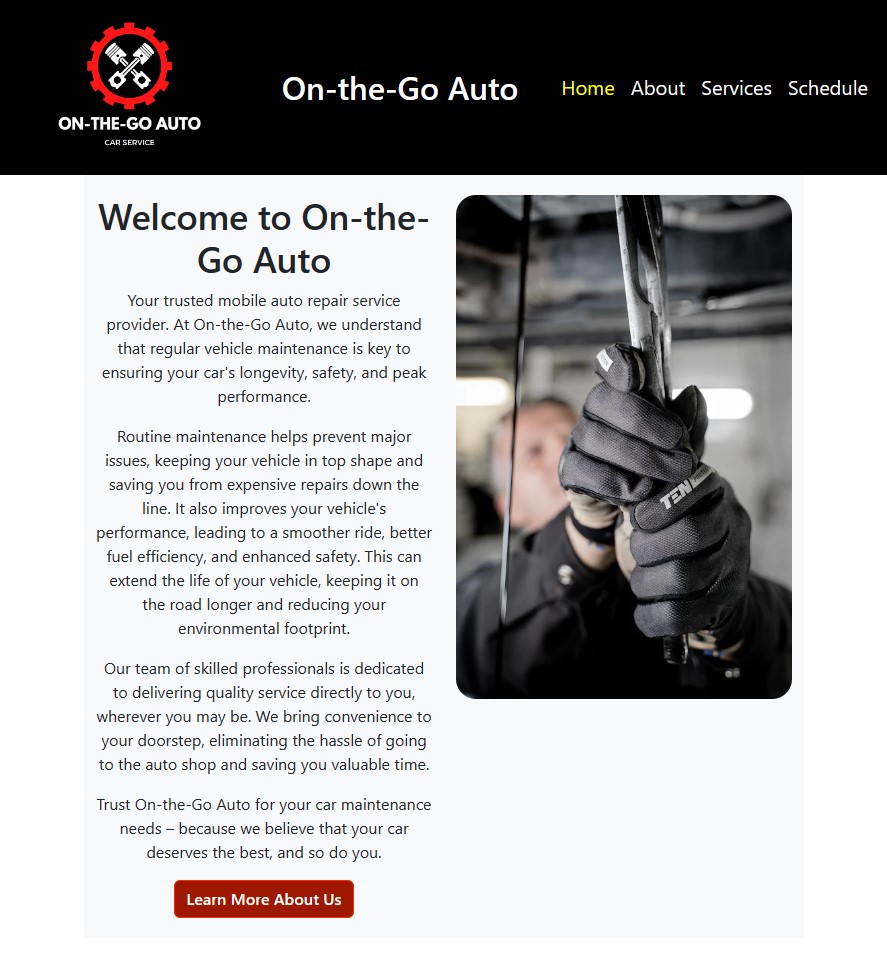 ON-THE-GO AUTO
CAR SERVICE
On-the-Go Auto
Home About Services Schedule
Welcome to On-the-
Go Auto
Your trusted mobile auto repair service
provider. At On-the-Go Auto, we understand
that regular vehicle maintenance is key to
ensuring your car's longevity, safety, and peak
performance.
Routine maintenance helps prevent major
issues, keeping your vehicle in top shape and
saving you from expensive repairs down the
line. It also improves your vehicle's
performance, leading to a smoother ride, better
fuel efficiency, and enhanced safety. This can
extend the life of your vehicle, keeping it on
the road longer and reducing your
environmental footprint.
Our team of skilled professionals is dedicated
to delivering quality service directly to you,
wherever you may be. We bring convenience to
your doorstep, eliminating the hassle of going
to the auto shop and saving you valuable time.
Trust On-the-Go Auto for your car maintenance
needs – because we believe that your car
deserves the best, and so do you.
Learn More About Us